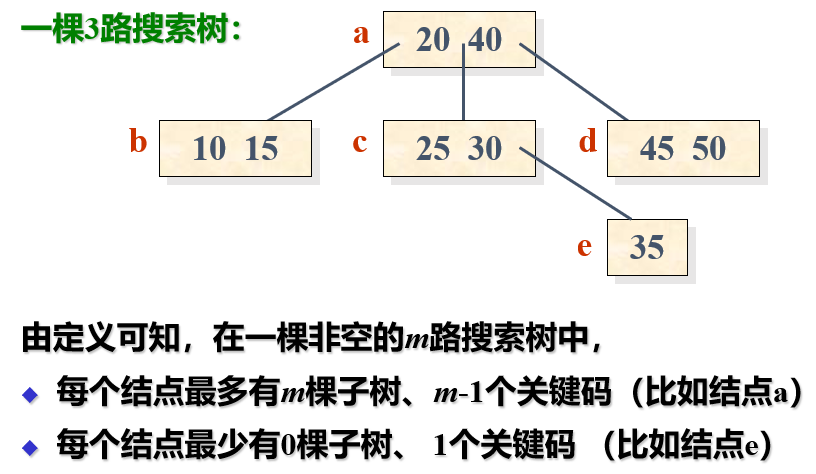 一棵3路搜索树：
a 20 40
b 10 15 c 25 30 d 45 50
e 35
由定义可知，在一棵非空的m路搜索树中，
◆ 每个结点最多有m棵子树、m-1个关键码（比如结点a）
◆ 每个结点最少有0棵子树、 1个关键码 （比如结点e）